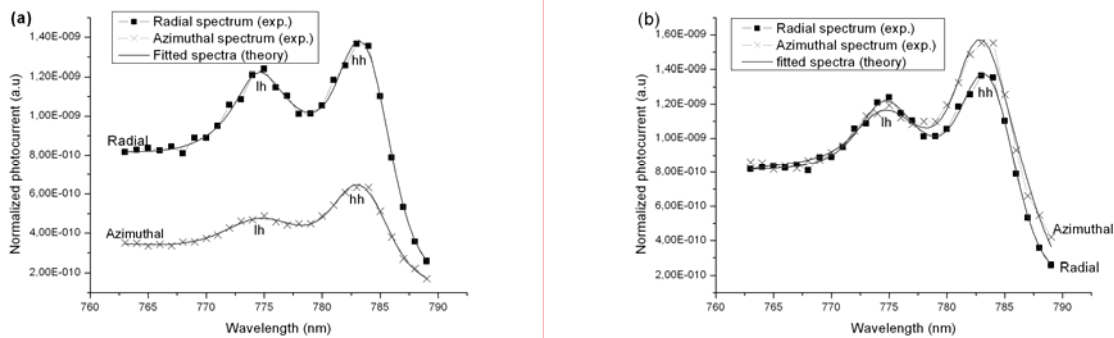 (a)
Radial spectrum (exp.)
Azimuthal spectrum (exp.)
Fitted spectra (theory)
Normalized photocurrent (a.u)
1,40E-009
1,20E-009
1,00E-009
8,00E-010
6,00E-010
4,00E-010
2,00E-010
lh
hh
Radial
hh
lh
Azimuthal
760 765 770 775 780 785 790
Wavelength (nm)
(b)
Radial spectrum (exp.)
Azimuthal spectrum (exp.)
fitted spectra (theory)
Normalized photocurrent (a.u)
1,60E-009
1,40E-009
1,20E-009
1,00E-009
8,00E-010
6,00E-010
4,00E-010
2,00E-010
lh
hh
Azimuthal
Radial
760 765 770 775 780 785 790
Wavelength (nm)